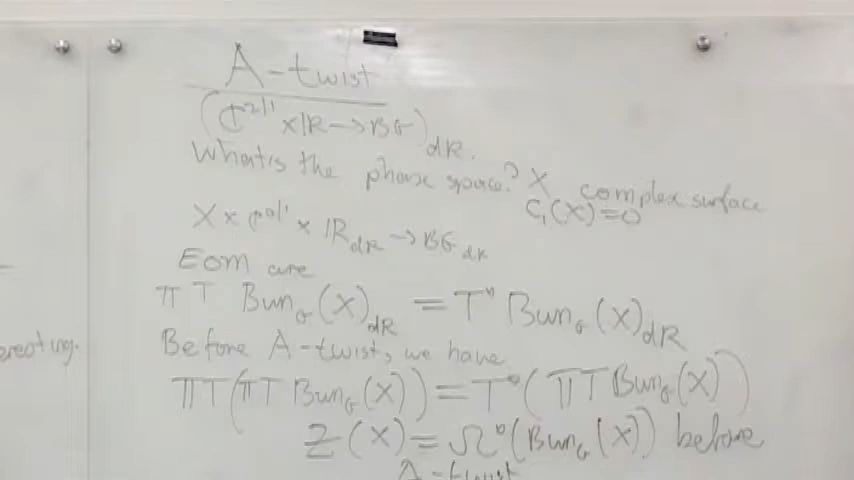 A-twist
(ℂ^{2|1} × ℝ → BG)_{dR}.
What's the phase space? X complex surface
C₁(X)=0
X × ℂ^{0|1} × ℝ_{dR} → BG_{dR}
EOM are
πT Bun_G(X)_{dR} = T* Bun_G(X)_{dR}
ereoting.
Before A-twist, we have
πT(πT Bun_G(X)) = T*(πT Bun_G(X))
Z(X) = Ω°(Bun_G(X)) before
A-twist